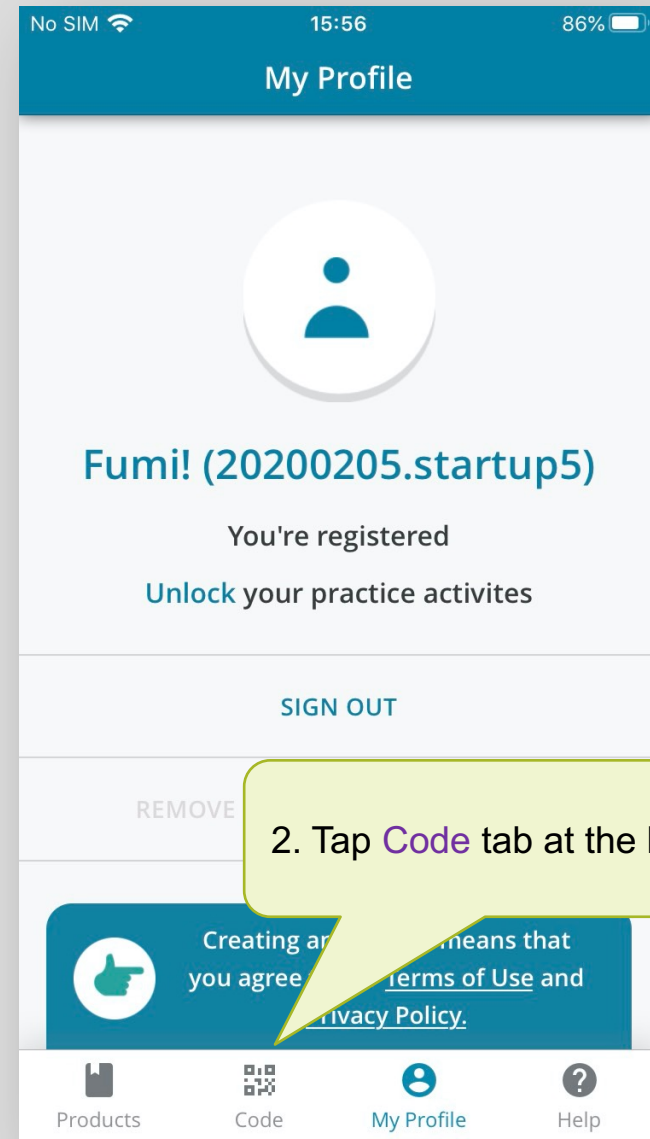 No SIM 15:56 86%
My Profile
Fumi! (20200205.startup5)
You're registered
Unlock your practice activites
SIGN OUT
REMOVE
2. Tap Code tab at the
Creating means that
you agree Terms of Use and
Privacy Policy.
Products Code My Profile Help